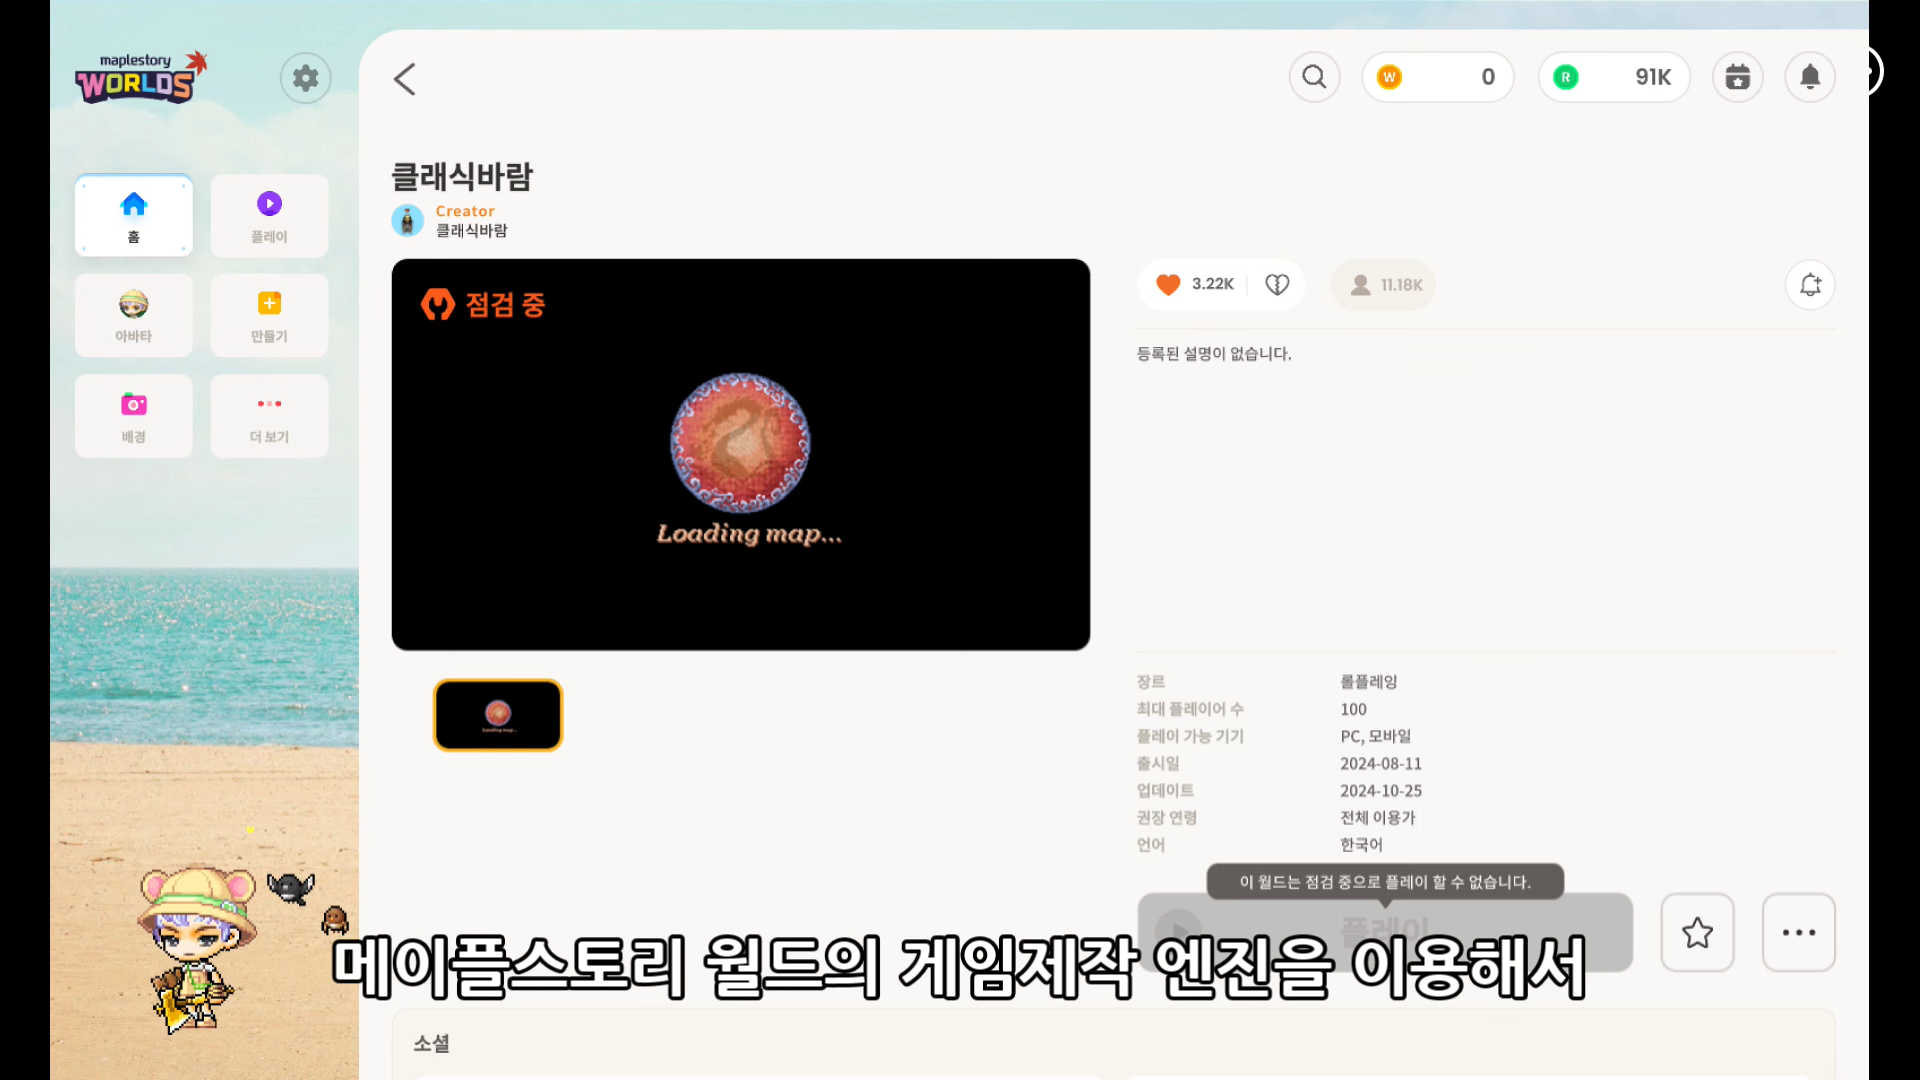 maplestory
WORLDS
W 0
R 91K
홈
플레이
아바타
만들기
배경
더 보기
클래식바람
Creator
클래식바람
점검 중
Loading map...
3.22K
11.18K
등록된 설명이 없습니다.
장르 롤플레잉
최대 플레이어 수 100
플레이 가능 기기 PC, 모바일
출시일 2024-08-11
업데이트 2024-10-25
권장 연령 전체 이용가
언어 한국어
이 월드는 점검 중으로 플레이 할 수 없습니다.
플레이
메이플스토리 월드의 게임제작 엔진을 이용해서
소셜